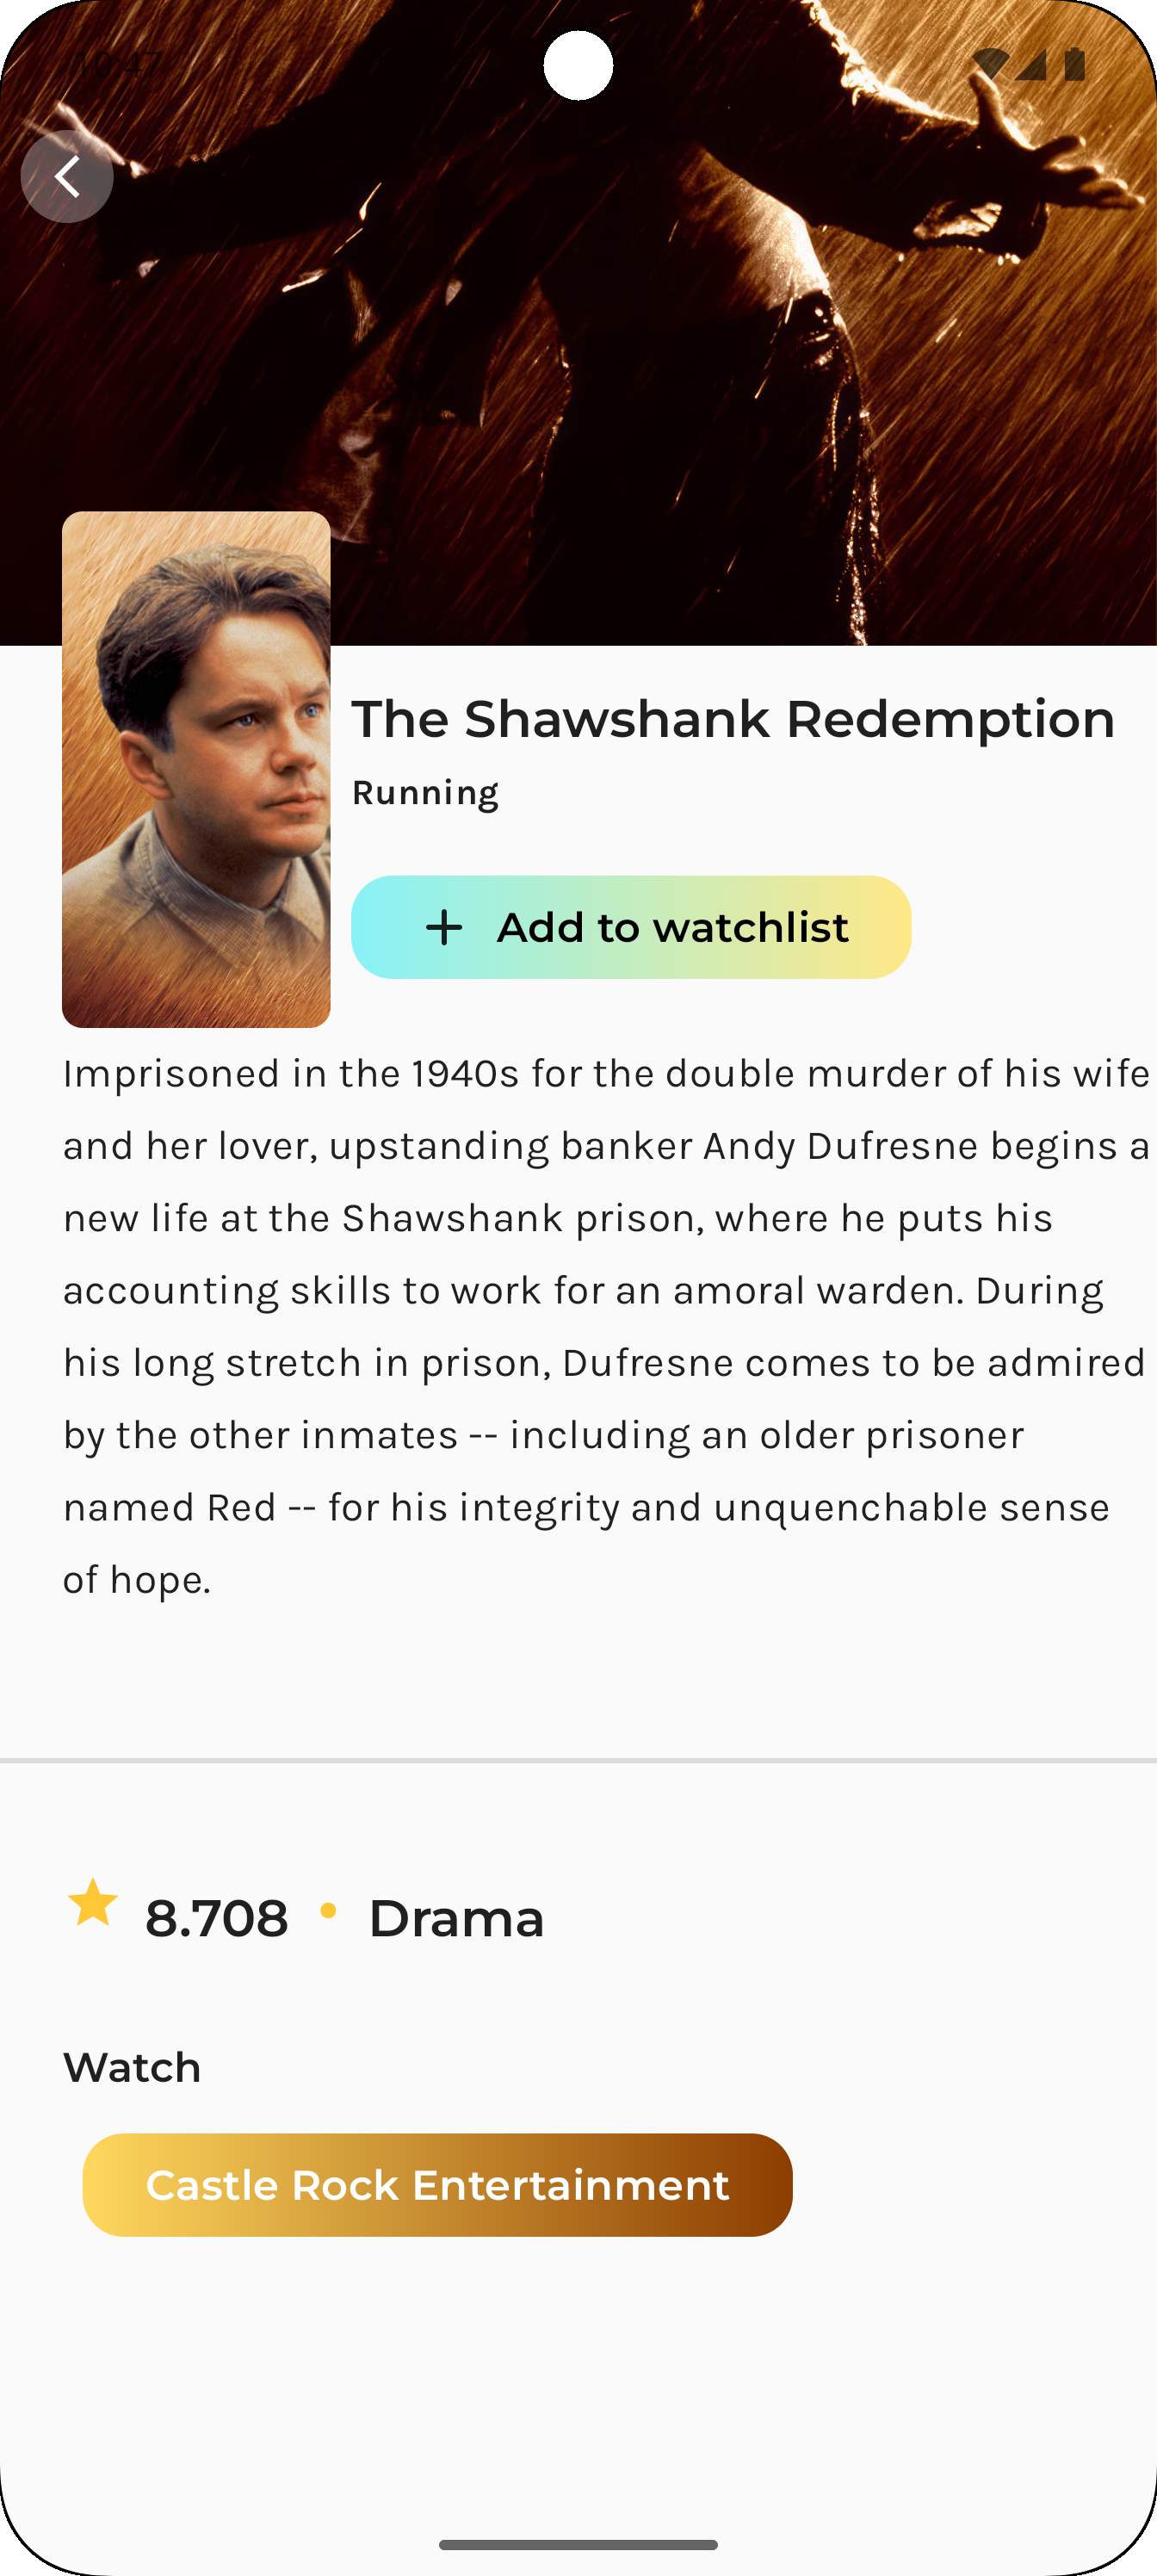 10:47
The Shawshank Redemption
Running
Add to watchlist
Imprisoned in the 1940s for the double murder of his wife
and her lover, upstanding banker Andy Dufresne begins a
new life at the Shawshank prison, where he puts his
accounting skills to work for an amoral warden. During
his long stretch in prison, Dufresne comes to be admired
by the other inmates -- including an older prisoner
named Red -- for his integrity and unquenchable sense
of hope.
8.708 • Drama
Watch
Castle Rock Entertainment